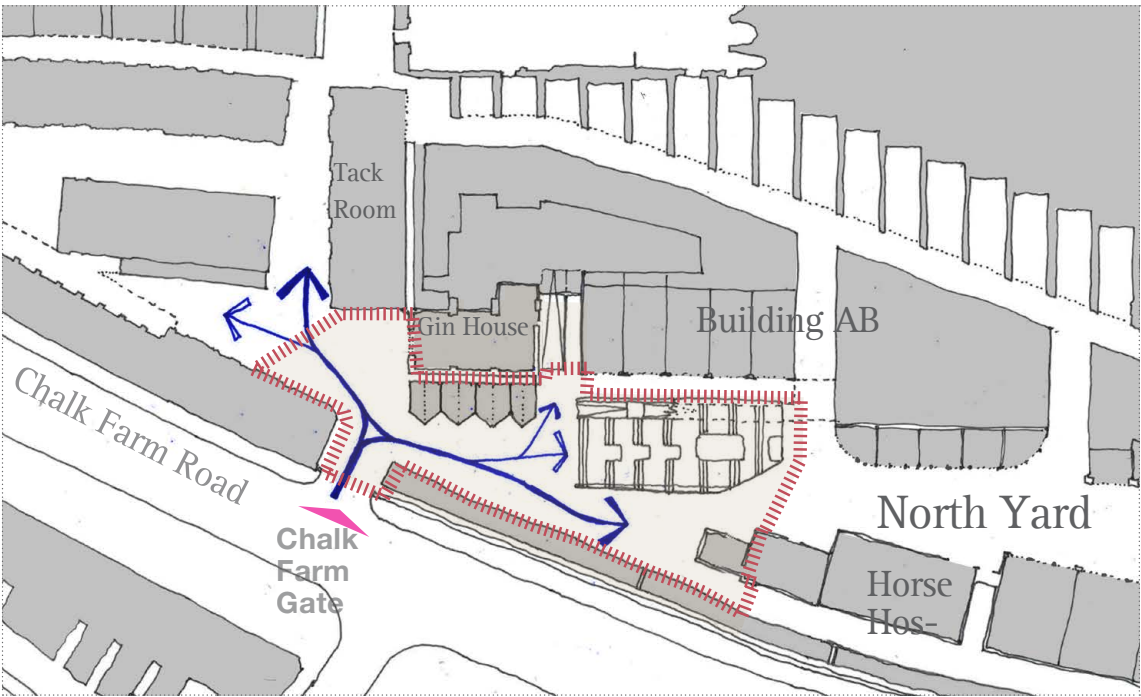 Tack
Room
Gin House
Building AB
Chalk Farm Road
North Yard
Chalk
Farm
Gate
Horse
Hos-